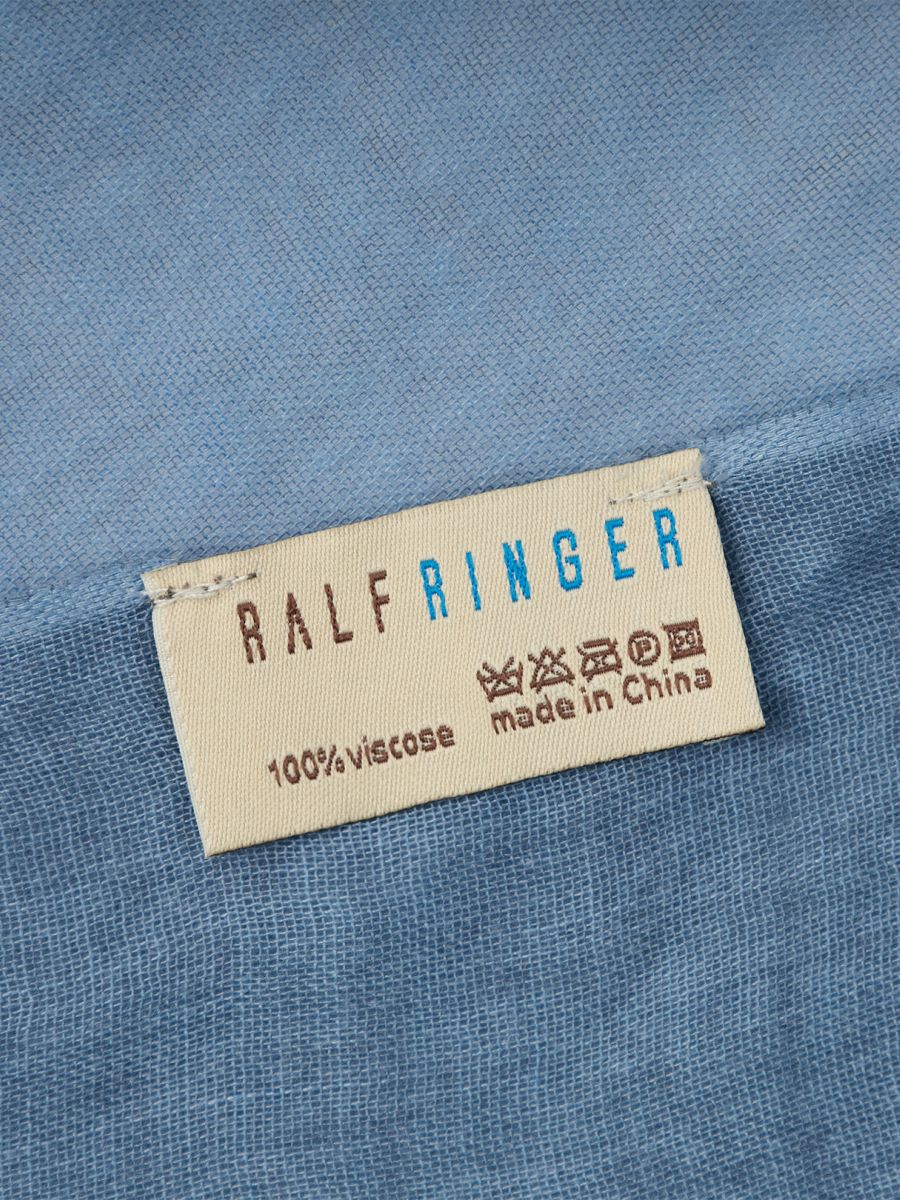 RALF RINGER
100% viscose
made in China